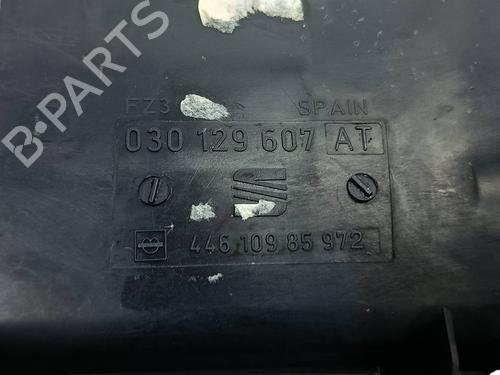 FZ3 SPAIN
030 129 607 AT
446 109 85 972
B-PARTS